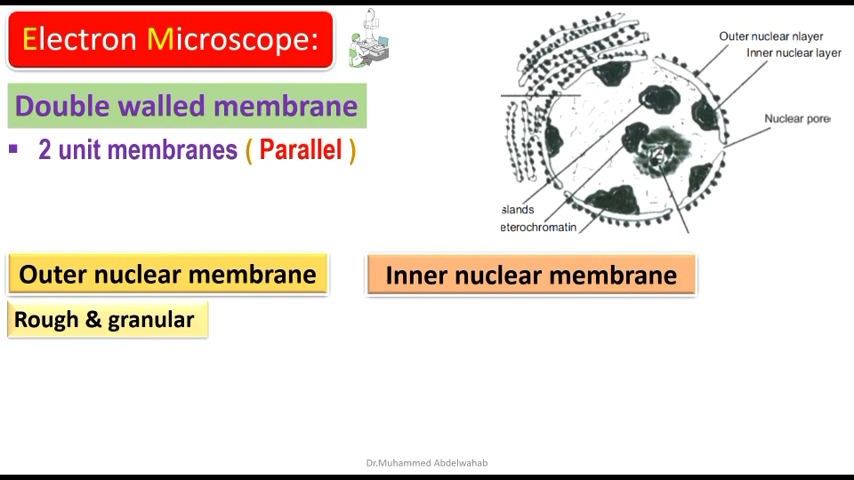 Electron Microscope:
Double walled membrane
▪ 2 unit membranes ( Parallel )
Outer nuclear nlayer
Inner nuclear layer
Nuclear pore
slands
eterochromatin
Outer nuclear membrane
Inner nuclear membrane
Rough & granular
Dr.Muhammed Abdelwahab